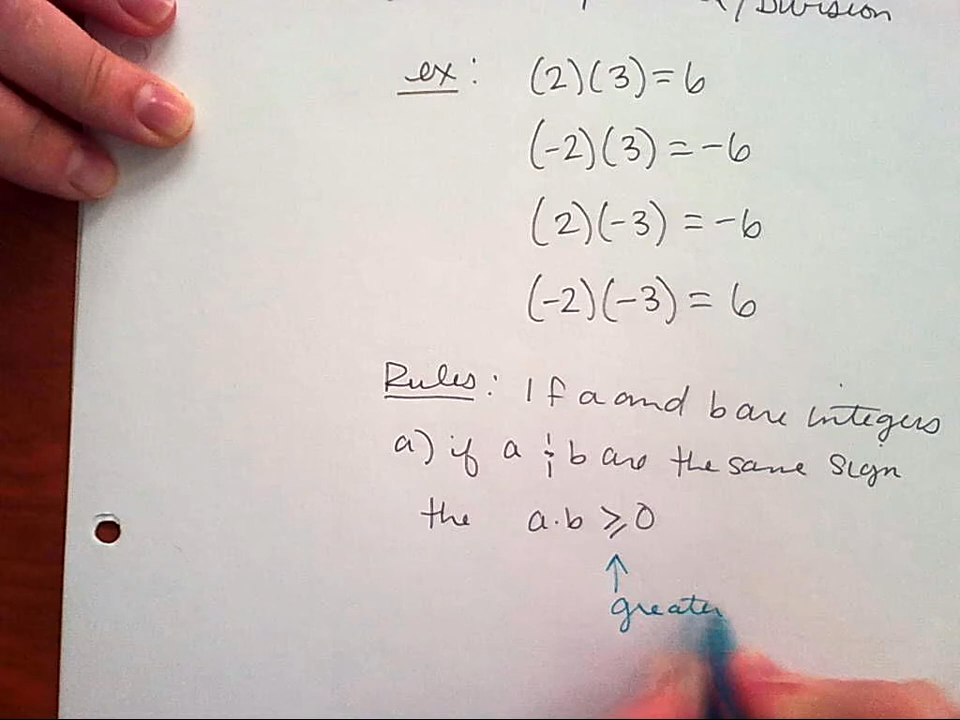 /Division
ex: (2)(3)=6
(-2)(3)=-6
(2)(-3)=-6
(-2)(-3)=6
Rules: If a and b are integers
a) if a & b are the same sign
the a·b ⩾ 0
↑
greater